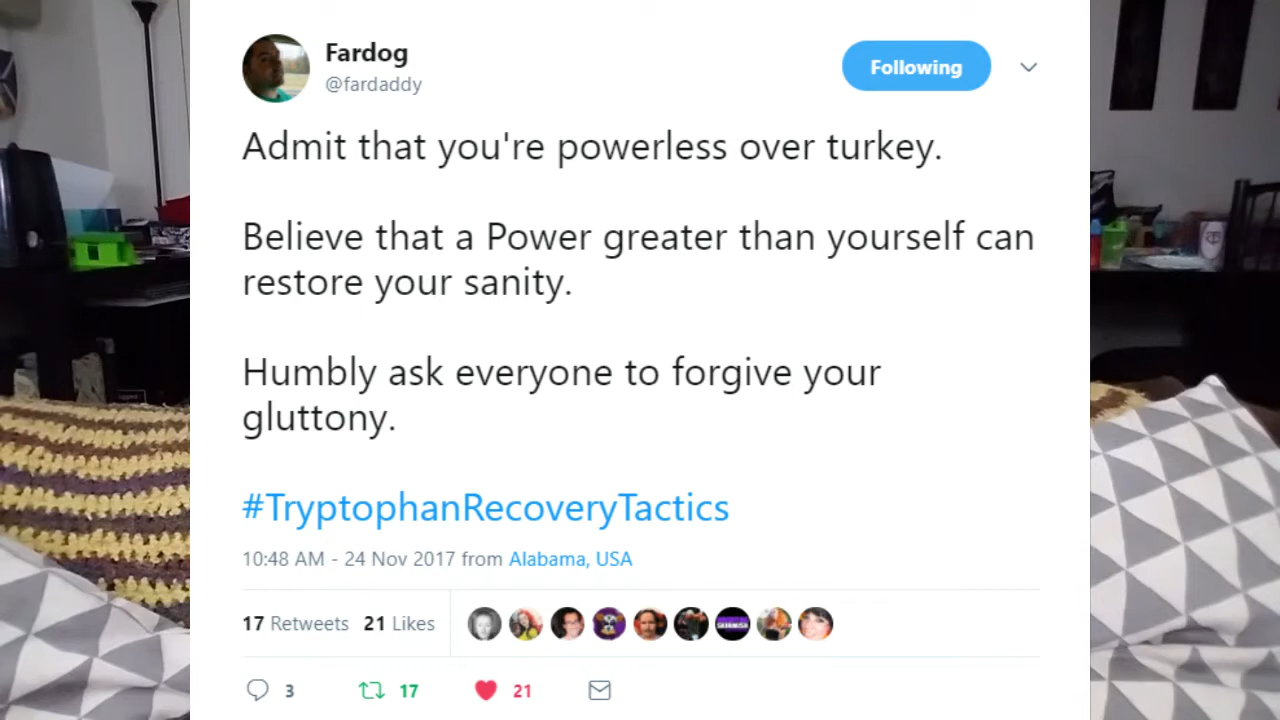 Fardog
@fardaddy
Following
Admit that you're powerless over turkey.
Believe that a Power greater than yourself can
restore your sanity.
Humbly ask everyone to forgive your
gluttony.
#TryptophanRecoveryTactics
10:48 AM - 24 Nov 2017 from Alabama, USA
17 Retweets 21 Likes
3 17 21